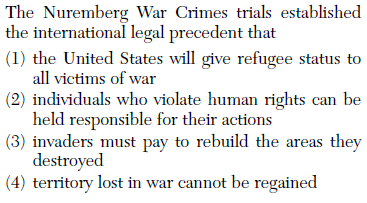 The Nuremberg War Crimes trials established
the international legal precedent that
(1) the United States will give refugee status to
all victims of war
(2) individuals who violate human rights can be
held responsible for their actions
(3) invaders must pay to rebuild the areas they
destroyed
(4) territory lost in war cannot be regained